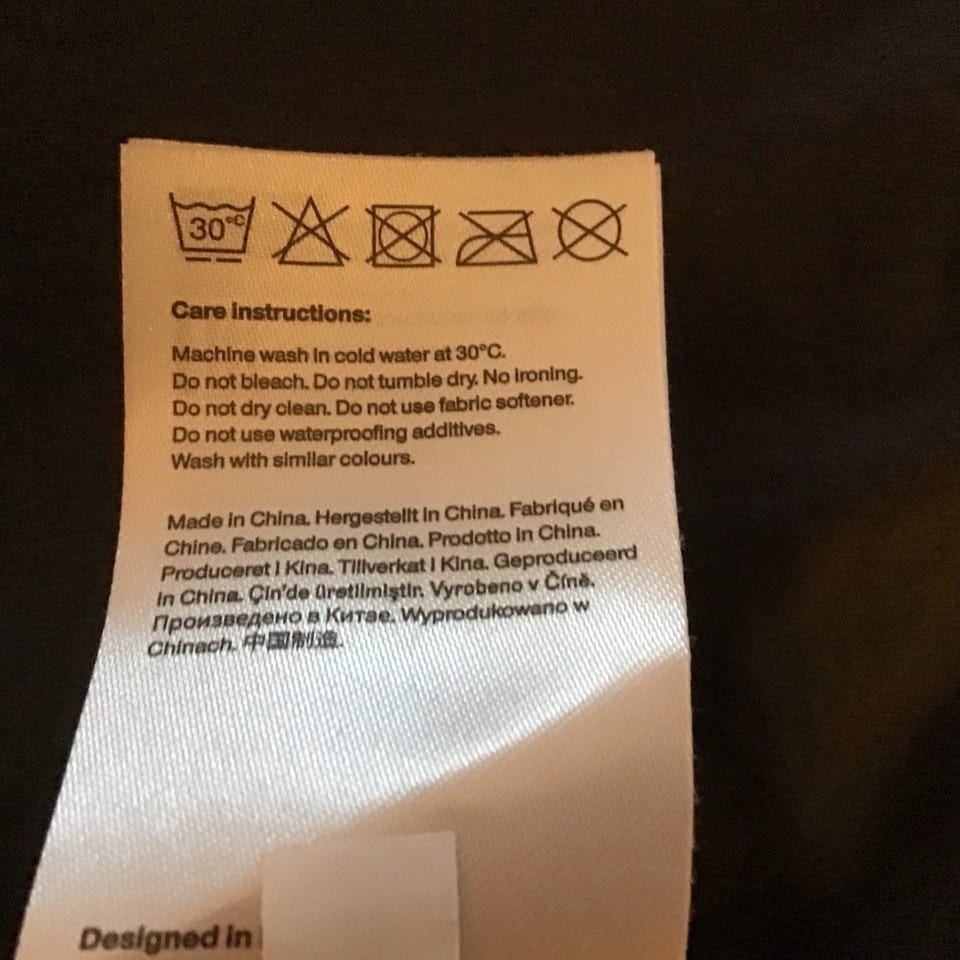 30°C
Care instructions:
Machine wash in cold water at 30°C.
Do not bleach. Do not tumble dry. No ironing.
Do not dry clean. Do not use fabric softener.
Do not use waterproofing additives.
Wash with similar colours.
Made in China. Hergestellt in China. Fabriqué en
Chine. Fabricado en China. Prodotto in China.
Produceret i Kina. Tillverkat i Kina. Geproduceerd
in China. Çin'de üretilmiştir. Vyrobeno v Číně.
Произведено в Китае. Wyprodukowano w
Chinach. 中国制造.
Designed in